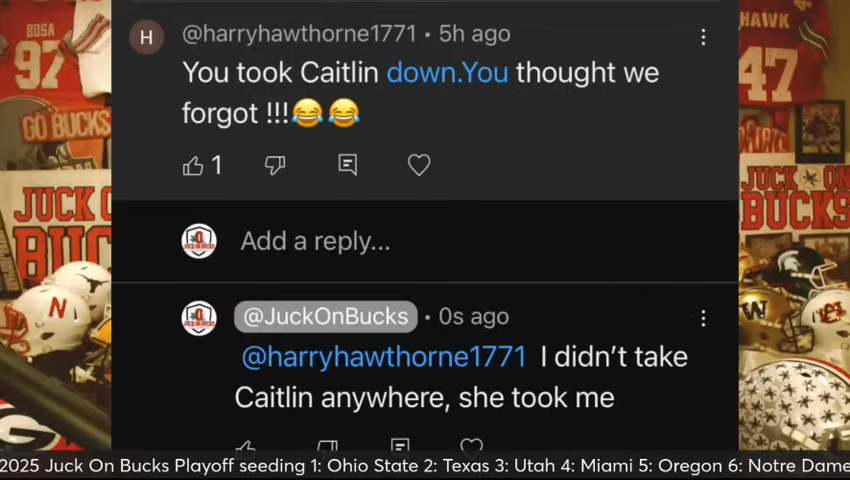 BOSA
97
GO BUCKS
JUCK O
BUC
HAWK
47
JUCK ON
BUCKS
N
W
H
@harryhawthorne1771 • 5h ago
You took Caitlin down.You thought we
forgot !!!😂😂
1
Add a reply...
@JuckOnBucks • 0s ago
@harryhawthorne1771 I didn't take
Caitlin anywhere, she took me
2025 Juck On Bucks Playoff seeding 1: Ohio State 2: Texas 3: Utah 4: Miami 5: Oregon 6: Notre Dame